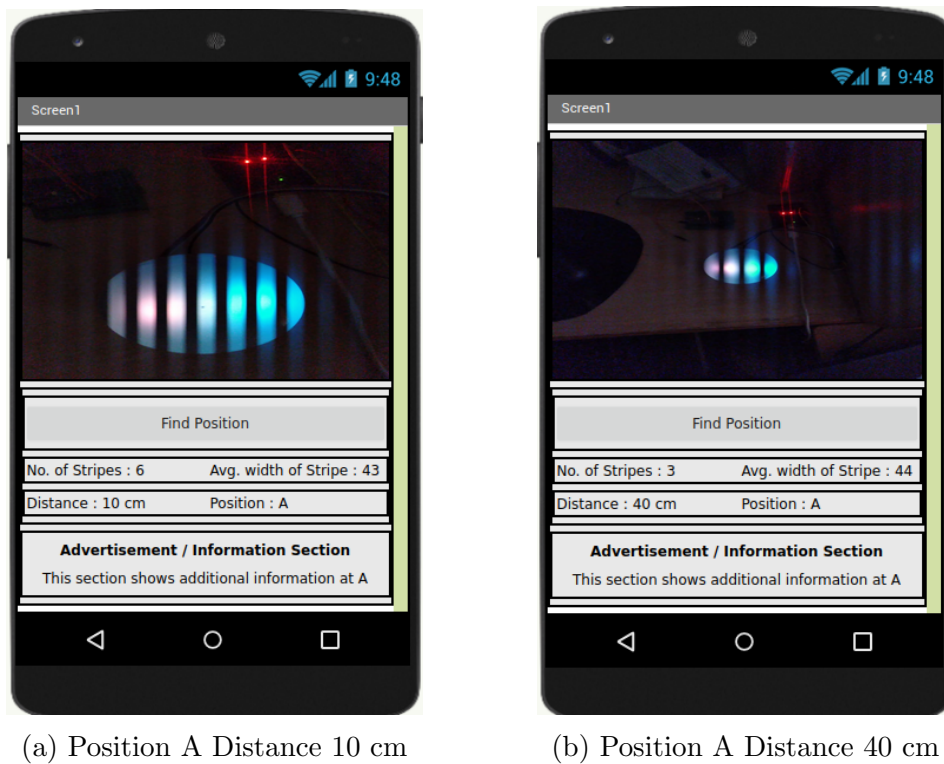 9:48
Screen1
Find Position
No. of Stripes : 6 Avg. width of Stripe : 43
Distance : 10 cm Position : A
Advertisement / Information Section
This section shows additional information at A
(a) Position A Distance 10 cm
9:48
Screen1
Find Position
No. of Stripes : 3 Avg. width of Stripe : 44
Distance : 40 cm Position : A
Advertisement / Information Section
This section shows additional information at A
(b) Position A Distance 40 cm